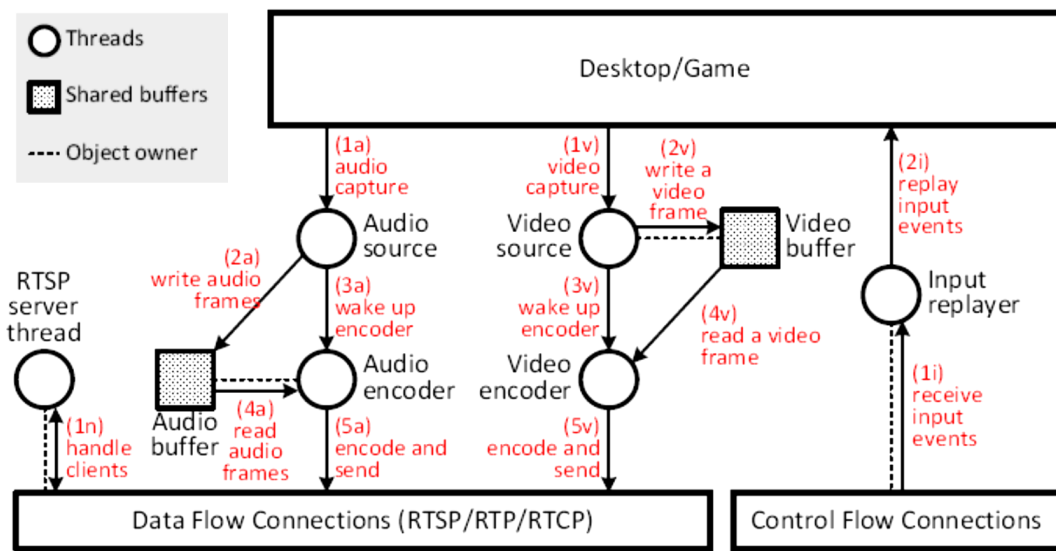 Threads
Shared buffers
Object owner
Desktop/Game
(1a)
audio
capture
(1v)
video
capture
(2v)
write a
video
frame
(2i)
replay
input
events
Audio
source
Video
source
Video
buffer
(2a)
write audio
frames
(3a)
wake up
encoder
(3v)
wake up
encoder
(4v)
read a video
frame
Input
replayer
RTSP
server
thread
Audio
encoder
Video
encoder
(1i)
receive
input
events
Audio
buffer
(1n)
handle
clients
(4a)
read
audio
frames
(5a)
encode and
send
(5v)
encode and
send
Data Flow Connections (RTSP/RTP/RTCP)
Control Flow Connections